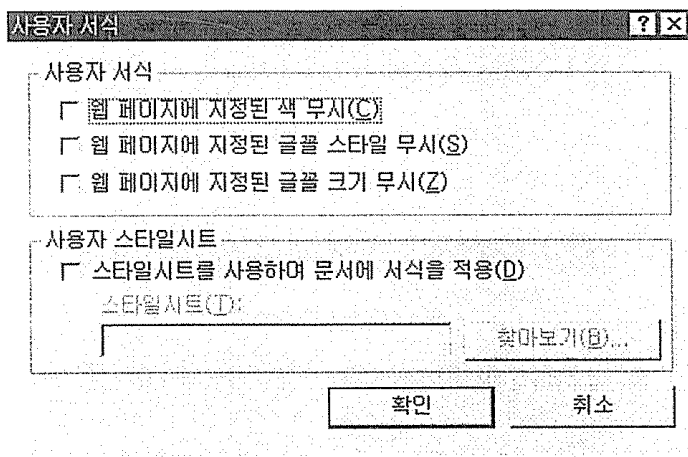 사용자 서식
사용자 서식
웹 페이지에 지정된 색 무시(C)
웹 페이지에 지정된 글꼴 스타일 무시(S)
웹 페이지에 지정된 글꼴 크기 무시(Z)
사용자 스타일시트
스타일시트를 사용하여 문서에 서식을 적용(D)
스타일시트(T):
찾아보기(B)...
확인 취소